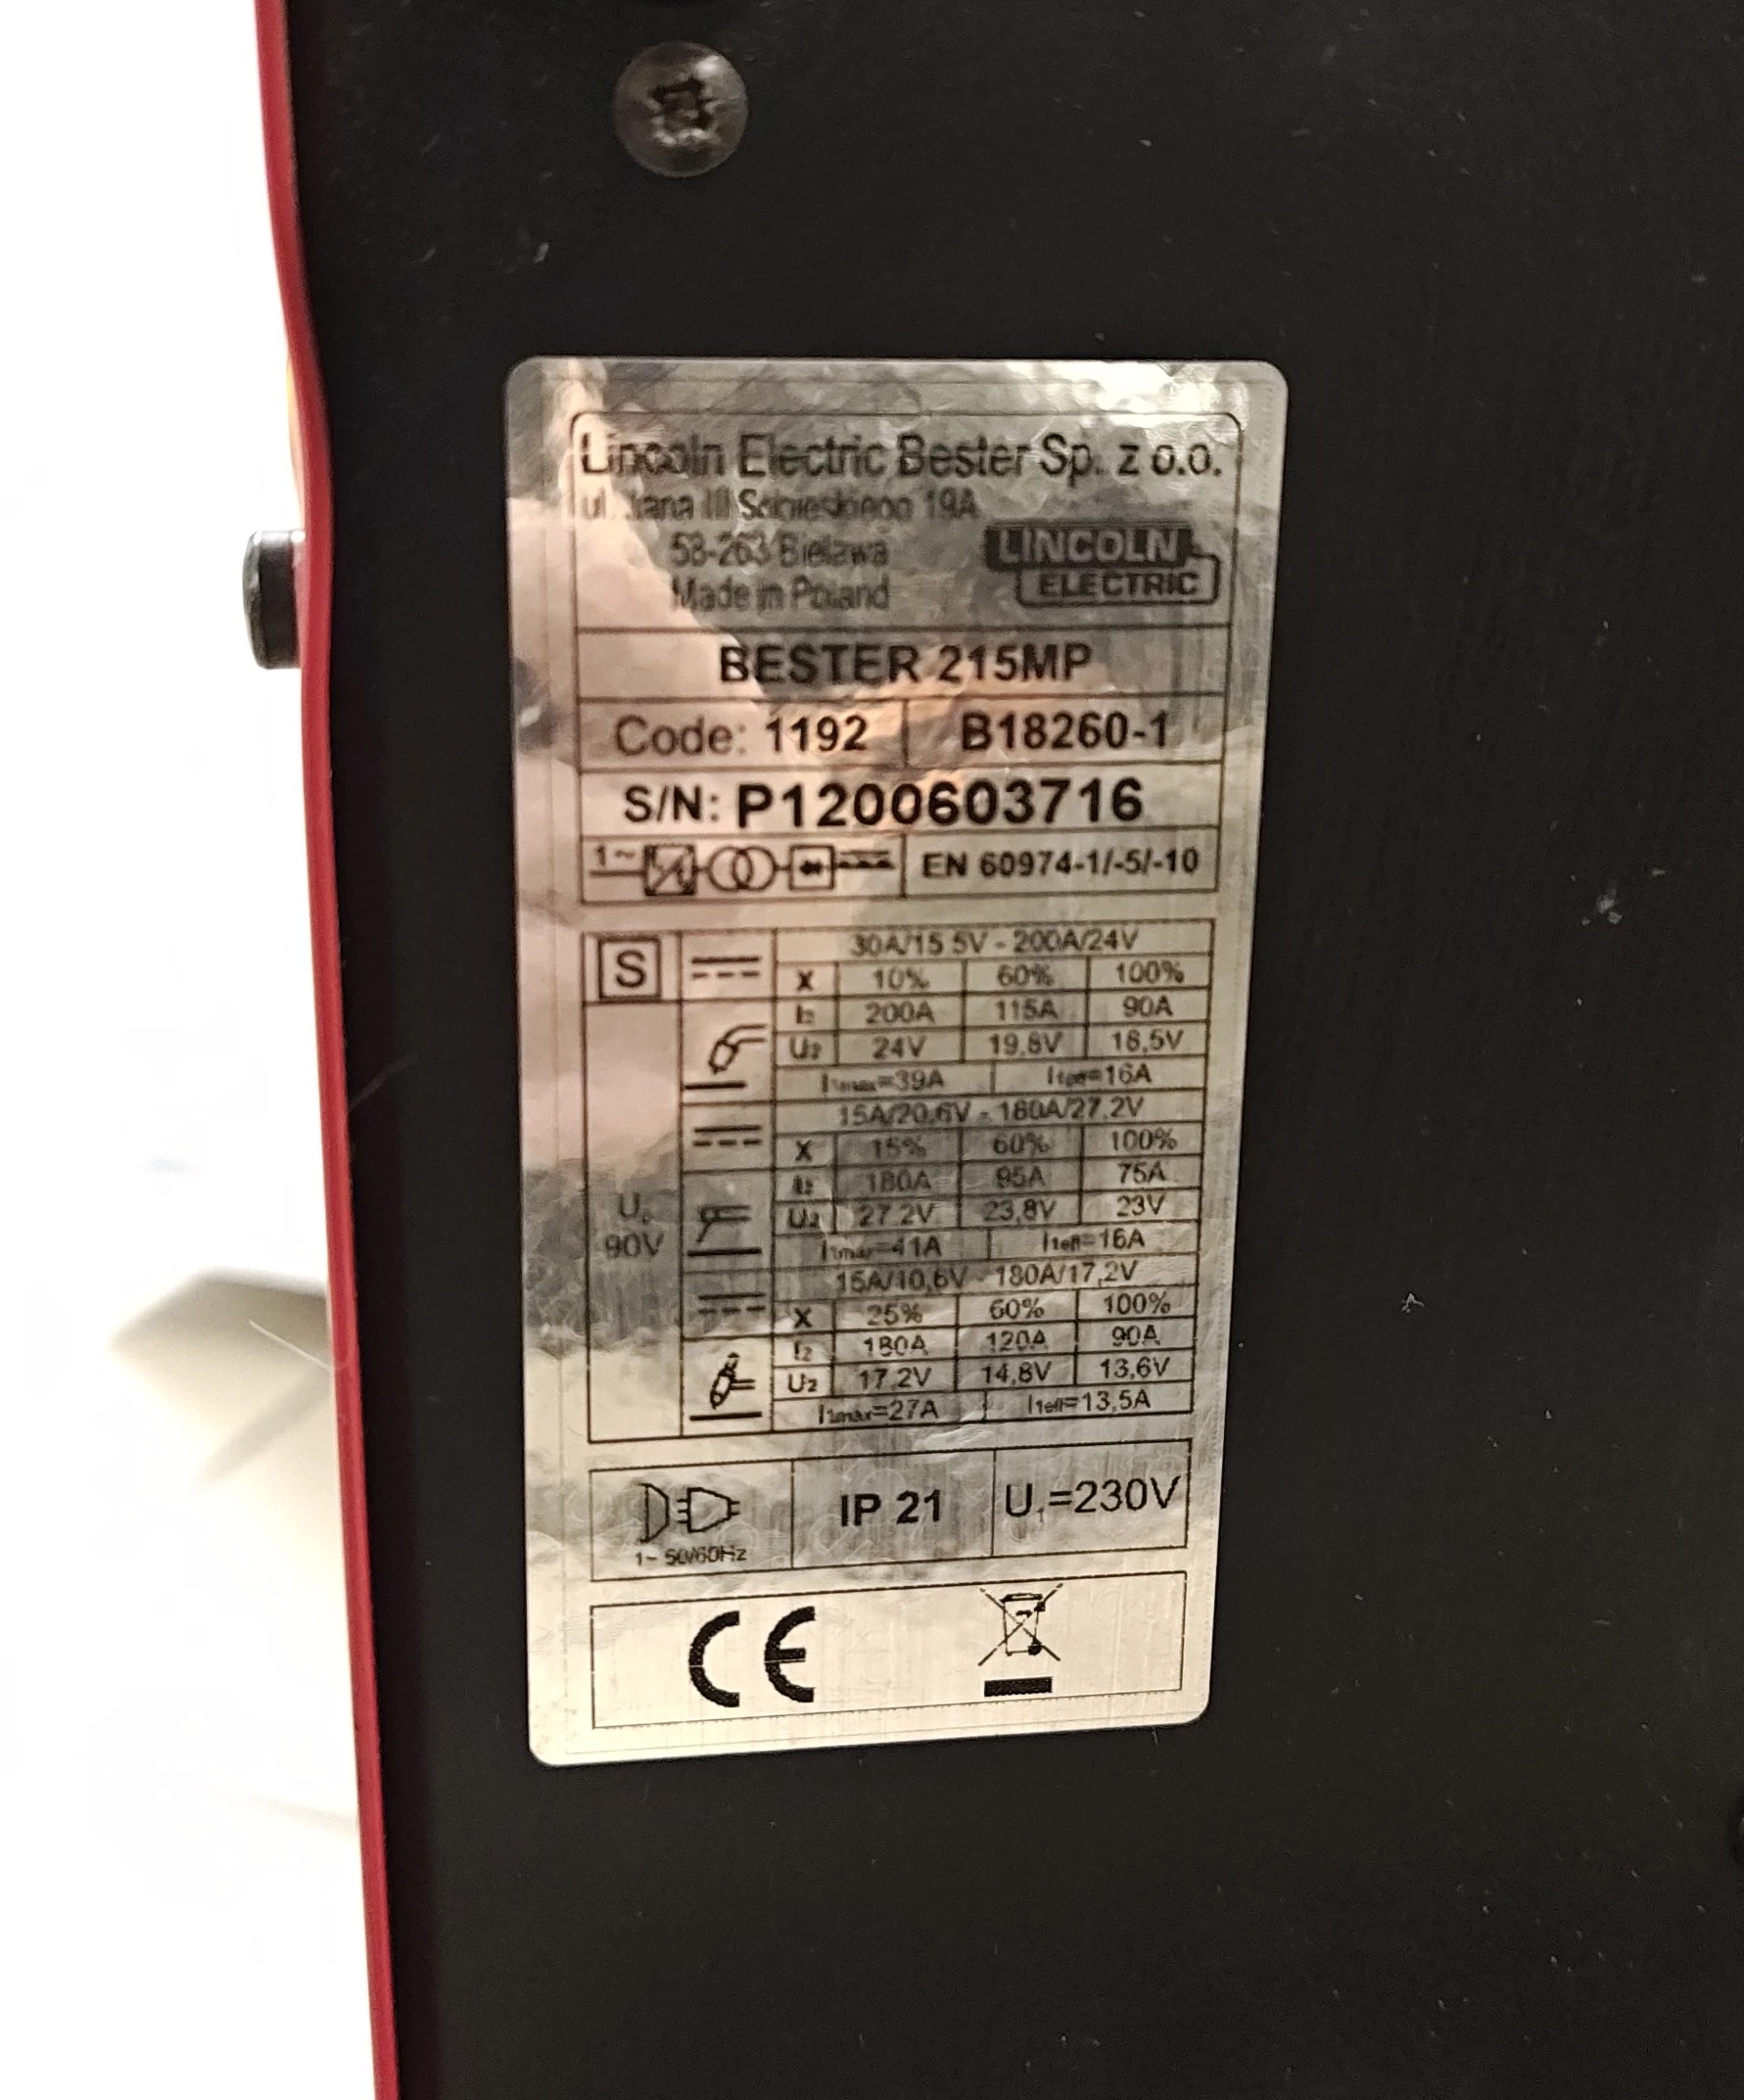 Lincoln Electric Bester Sp. z o.o.
ul. Jana III Sobieskiego 19A
58-263 Bielawa
Made in Poland
LINCOLN
ELECTRIC
BESTER 215MP
Code: 1192 B18260-1
S/N: P1200603716
1~ EN 60974-1/-5/-10
S 30A/15.5V - 200A/24V
X 10% 60% 100%
I2 200A 115A 90A
U2 24V 19,8V 18,5V
I1max=39A I1eff=16A
15A/20,6V - 180A/27,2V
X 15% 60% 100%
I2 180A 95A 75A
U0 90V
U2 27,2V 23,8V 23V
I1max=41A I1eff=16A
15A/10,6V - 180A/17,2V
X 25% 60% 100%
I2 180A 120A 90A
U2 17,2V 14,8V 13,6V
I1max=27A I1eff=13,5A
1~ 50/60Hz IP 21 U1=230V
CE